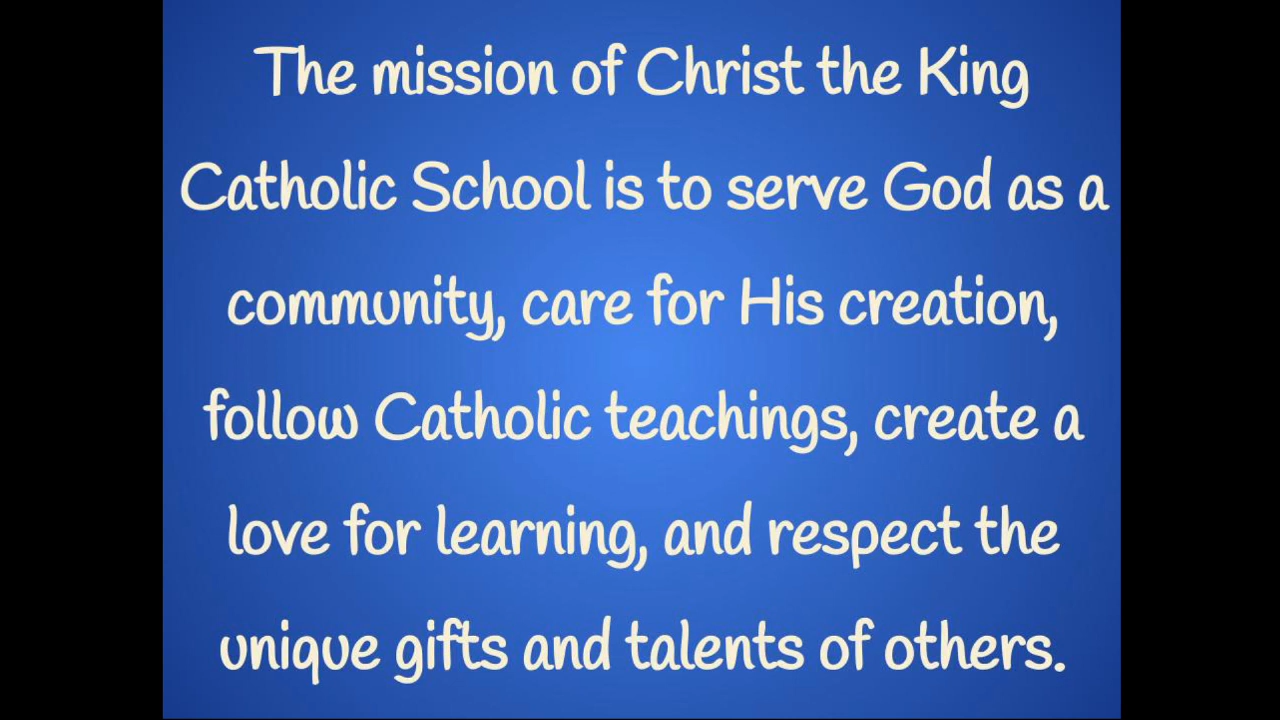 The mission of Christ the King
Catholic School is to serve God as a
community, care for His creation,
follow Catholic teachings, create a
love for learning, and respect the
unique gifts and talents of others.